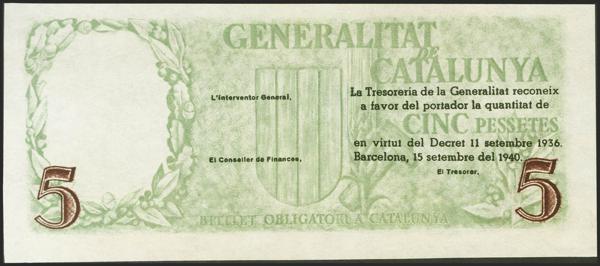 GENERALITAT
de
CATALUNYA
L'Interventor General,
La Tresoreria de la Generalitat reconeix
a favor del portador la quantitat de
CINC PESSETES
en virtut del Decret 11 setembre 1936.
El Conseller de Finances,
Barcelona, 15 setembre del 1940.
El Tresorer,
5
5
BITLLET OBLIGATORI A CATALUNYA